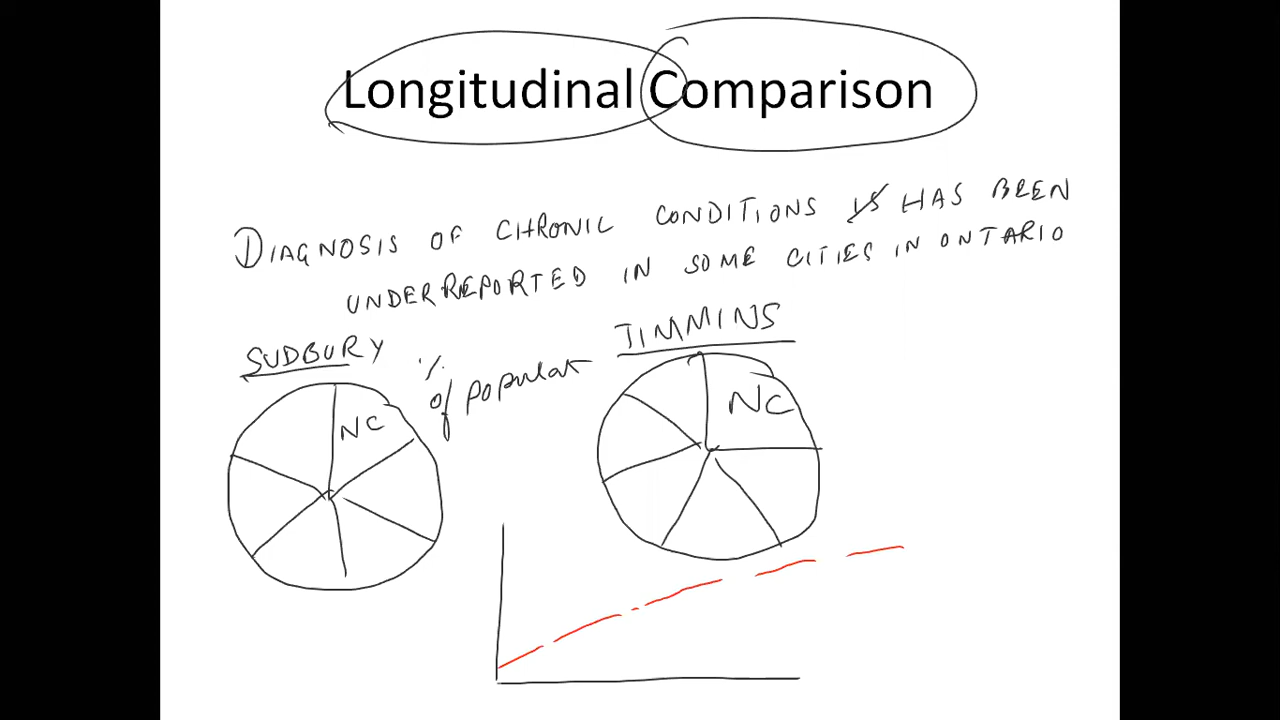 Longitudinal Comparison
DIAGNOSIS OF CHRONIC CONDITIONS IS HAS BEEN
UNDERREPORTED IN SOME CITIES IN ONTARIO
SUDBURY
%
of populat
TIMMINS
NC
NC